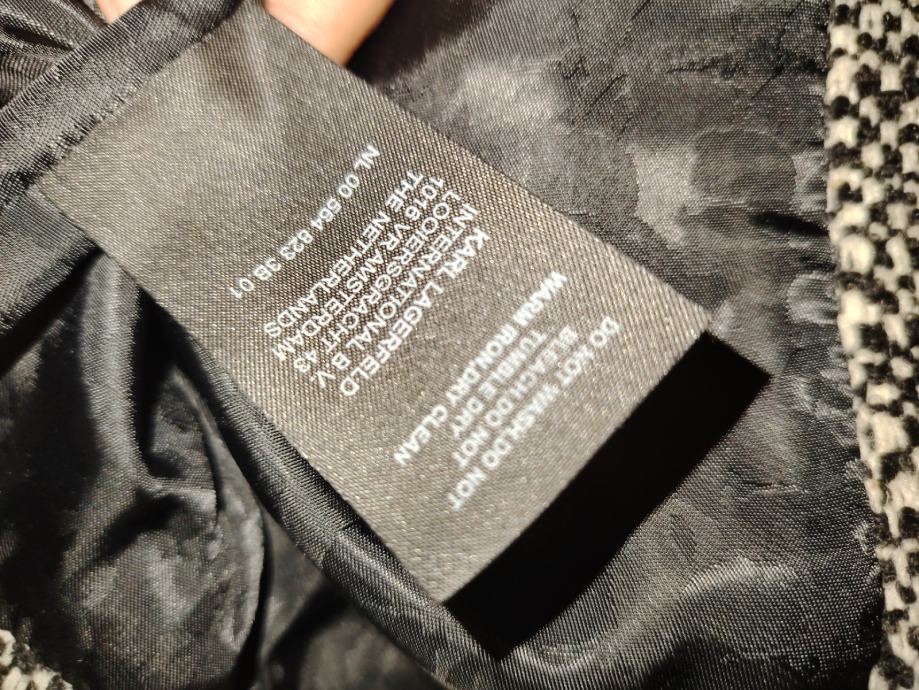 DO NOT WASH.DO NOT
BLEACH.DO NOT
TUMBLE DRY
WARM IRON.DRY CLEAN
KARL LAGERFELD
INTERNATIONAL B.V.
LOOIERSGRACHT 43
1016 VR AMSTERDAM
THE NETHERLANDS
NL 00 564 823 3B 01